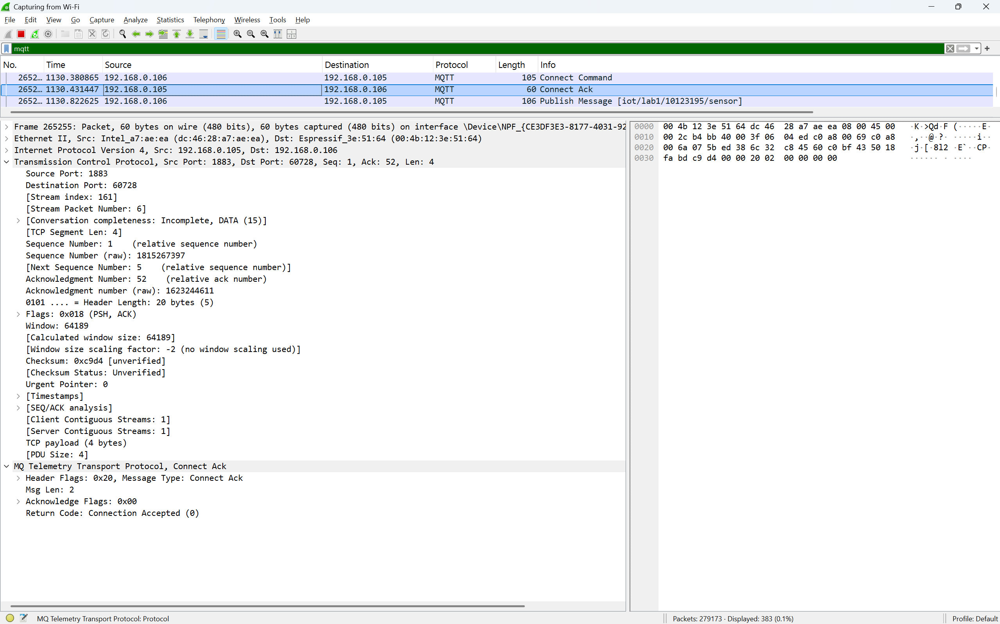 Capturing from Wi-Fi
File Edit View Go Capture Analyze Statistics Telephony Wireless Tools Help
mqtt
No. Time Source Destination Protocol Length Info
2652… 1130.380865 192.168.0.106 192.168.0.105 MQTT 105 Connect Command
2652… 1130.431447 192.168.0.105 192.168.0.106 MQTT 60 Connect Ack
2652… 1130.822625 192.168.0.106 192.168.0.105 MQTT 106 Publish Message [iot/lab1/10123195/sensor]
Frame 265255: Packet, 60 bytes on wire (480 bits), 60 bytes captured (480 bits) on interface \Device\NPF_{CE3DF3E3-8177-4031-92
Ethernet II, Src: Intel_a7:ae:ea (dc:46:28:a7:ae:ea), Dst: Espressif_3e:51:64 (00:4b:12:3e:51:64)
Internet Protocol Version 4, Src: 192.168.0.105, Dst: 192.168.0.106
Transmission Control Protocol, Src Port: 1883, Dst Port: 60728, Seq: 1, Ack: 52, Len: 4
Source Port: 1883
Destination Port: 60728
[Stream index: 161]
[Stream Packet Number: 6]
[Conversation completeness: Incomplete, DATA (15)]
[TCP Segment Len: 4]
Sequence Number: 1    (relative sequence number)
Sequence Number (raw): 1815267397
[Next Sequence Number: 5    (relative sequence number)]
Acknowledgment Number: 52    (relative ack number)
Acknowledgment number (raw): 1623244611
0101 .... = Header Length: 20 bytes (5)
Flags: 0x018 (PSH, ACK)
Window: 64189
[Calculated window size: 64189]
[Window size scaling factor: -2 (no window scaling used)]
Checksum: 0xc9d4 [unverified]
[Checksum Status: Unverified]
Urgent Pointer: 0
[Timestamps]
[SEQ/ACK analysis]
[Client Contiguous Streams: 1]
[Server Contiguous Streams: 1]
TCP payload (4 bytes)
[PDU Size: 4]
MQ Telemetry Transport Protocol, Connect Ack
Header Flags: 0x20, Message Type: Connect Ack
Msg Len: 2
Acknowledge Flags: 0x00
Return Code: Connection Accepted (0)
0000 00 4b 12 3e 51 64 dc 46 28 a7 ae ea 08 00 45 00 ·K·>Qd·F (·····E·
0010 00 2c b4 bb 40 00 3f 06 04 ed c0 a8 00 69 c0 a8 ·,··@·?· ·····i··
0020 00 6a 07 5b ed 38 6c 32 c8 45 60 c0 bf 43 50 18 ·j·[·8l2 ·E`··CP·
0030 fa bd c9 d4 00 00 20 02 00 00 00 00 ······ · ····
MQ Telemetry Transport Protocol: Protocol
Packets: 279173 · Displayed: 383 (0.1%)
Profile: Default